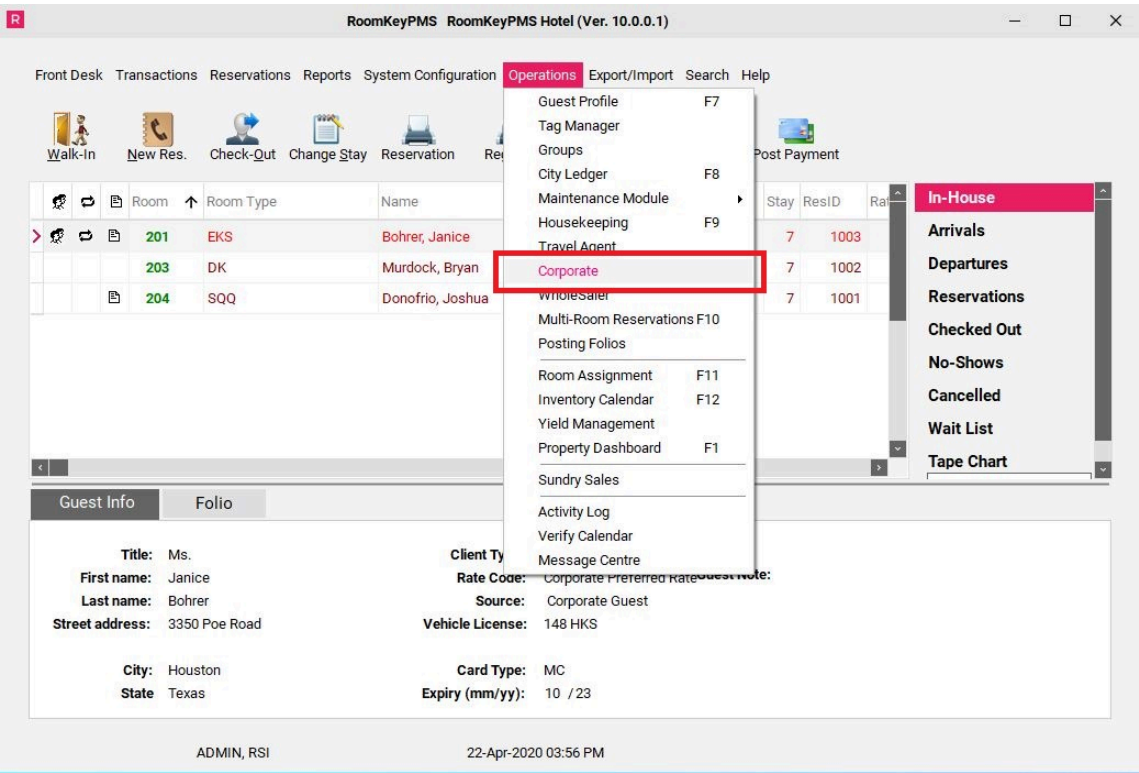 R RoomKeyPMS RoomKeyPMS Hotel (Ver. 10.0.0.1)
Front Desk Transactions Reservations Reports System Configuration Operations Export/Import Search Help
Walk-In New Res. Check-Out Change Stay Reservation Post Payment
Guest Profile F7
Tag Manager
Groups
City Ledger F8
Maintenance Module
Housekeeping F9
Travel Agent
Corporate
WholeSaler
Multi-Room Reservations F10
Posting Folios
Room Assignment F11
Inventory Calendar F12
Yield Management
Property Dashboard F1
Sundry Sales
Activity Log
Verify Calendar
Message Centre
Room Room Type Name Stay ResID
201 EKS Bohrer, Janice 7 1003
203 DK Murdock, Bryan 7 1002
204 SQQ Donofrio, Joshua 7 1001
In-House
Arrivals
Departures
Reservations
Checked Out
No-Shows
Cancelled
Wait List
Tape Chart
Guest Info Folio
Title: Ms.
First name: Janice
Last name: Bohrer
Street address: 3350 Poe Road
City: Houston
State Texas
Client Ty
Rate Code: Corporate Preferred Rate
Source: Corporate Guest
Vehicle License: 148 HKS
Card Type: MC
Expiry (mm/yy): 10 /23
Guest Note:
ADMIN, RSI 22-Apr-2020 03:56 PM